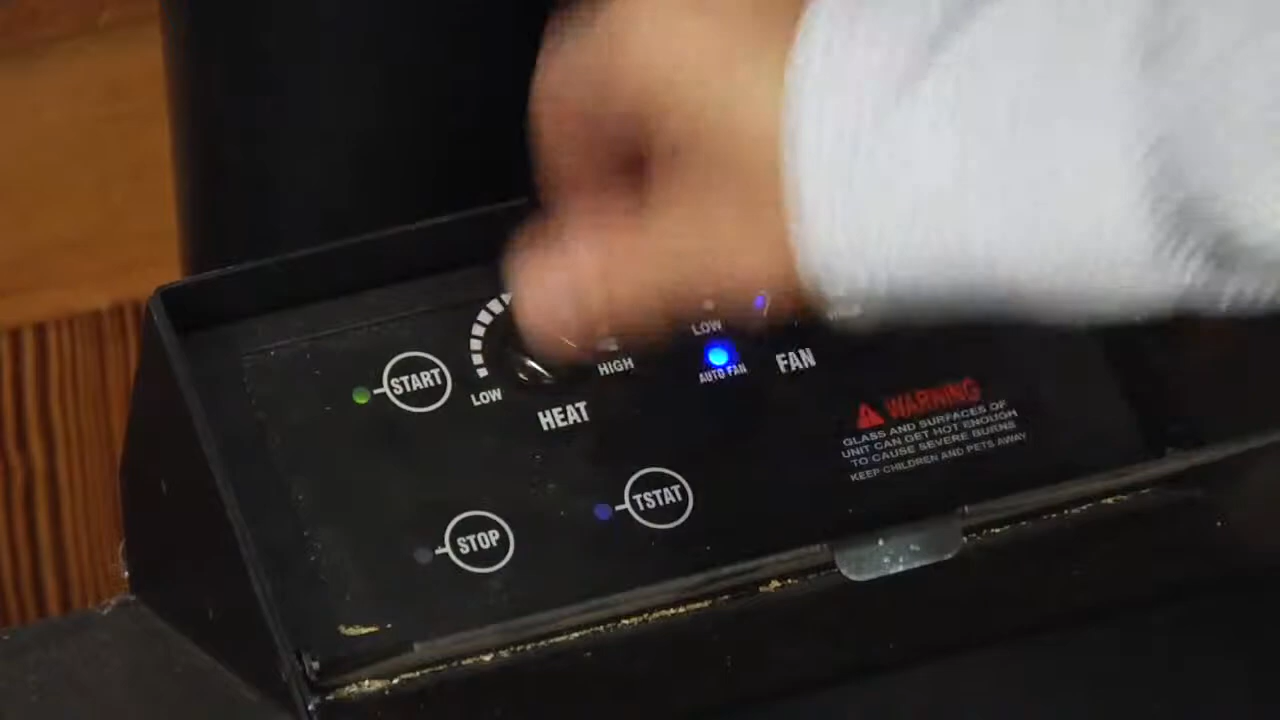 START
LOW
HIGH
HEAT
LOW
AUTO FAN
FAN
WARNING
GLASS AND SURFACES OF
UNIT CAN GET HOT ENOUGH
TO CAUSE SEVERE BURNS
KEEP CHILDREN AND PETS AWAY
STOP
TSTAT